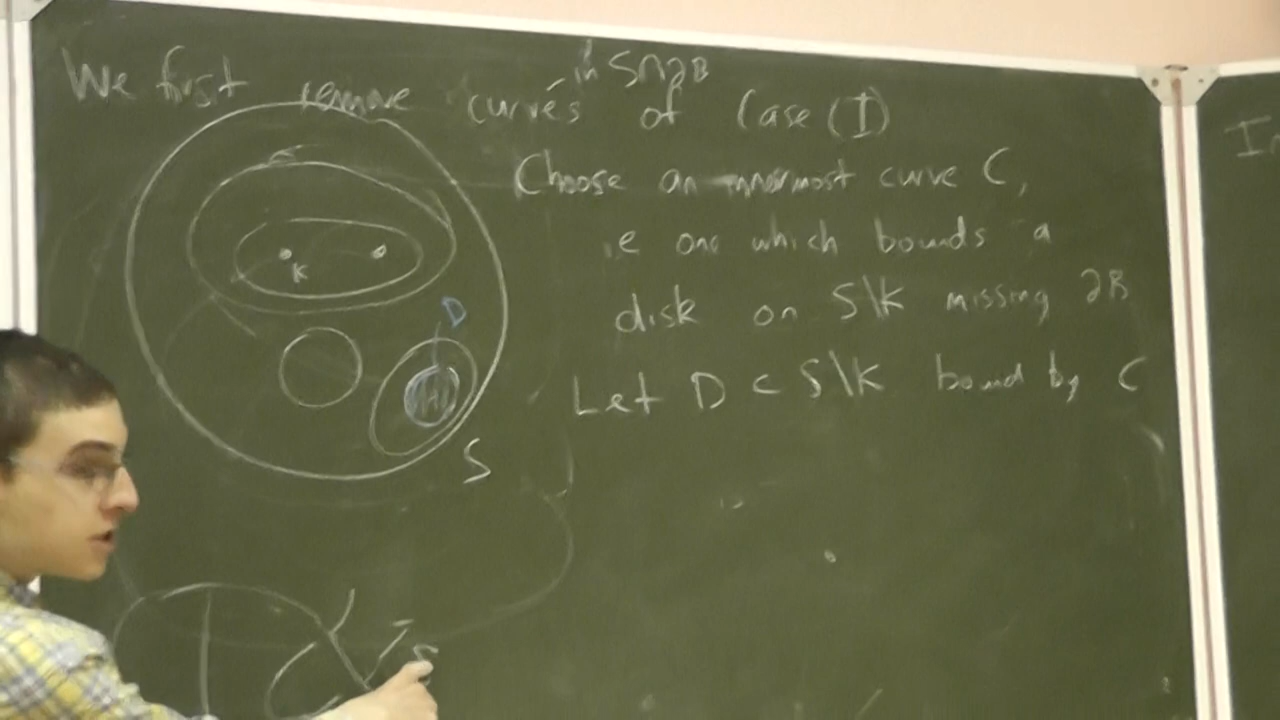 in S∩∂B
We first remove curves of Case (I)
Choose an innermost curve C,
ie one which bounds a
disk on S\K missing ∂B
Let D ⊂ S\K bound by C
K
D
S
S